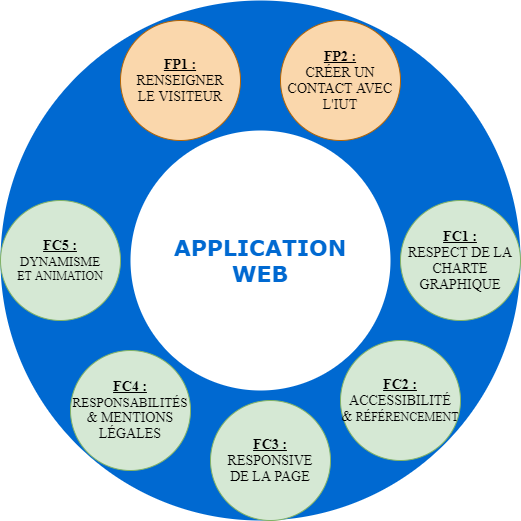 FP1 :
RENSEIGNER
LE VISITEUR
FP2 :
CRÉER UN
CONTACT AVEC
L'IUT
APPLICATION
WEB
FC5 :
DYNAMISME
ET ANIMATION
FC1 :
RESPECT DE LA
CHARTE
GRAPHIQUE
FC4 :
RESPONSABILITÉS
& MENTIONS
LÉGALES
FC2 :
ACCESSIBILITÉ
& RÉFÉRENCEMENT
FC3 :
RESPONSIVE
DE LA PAGE